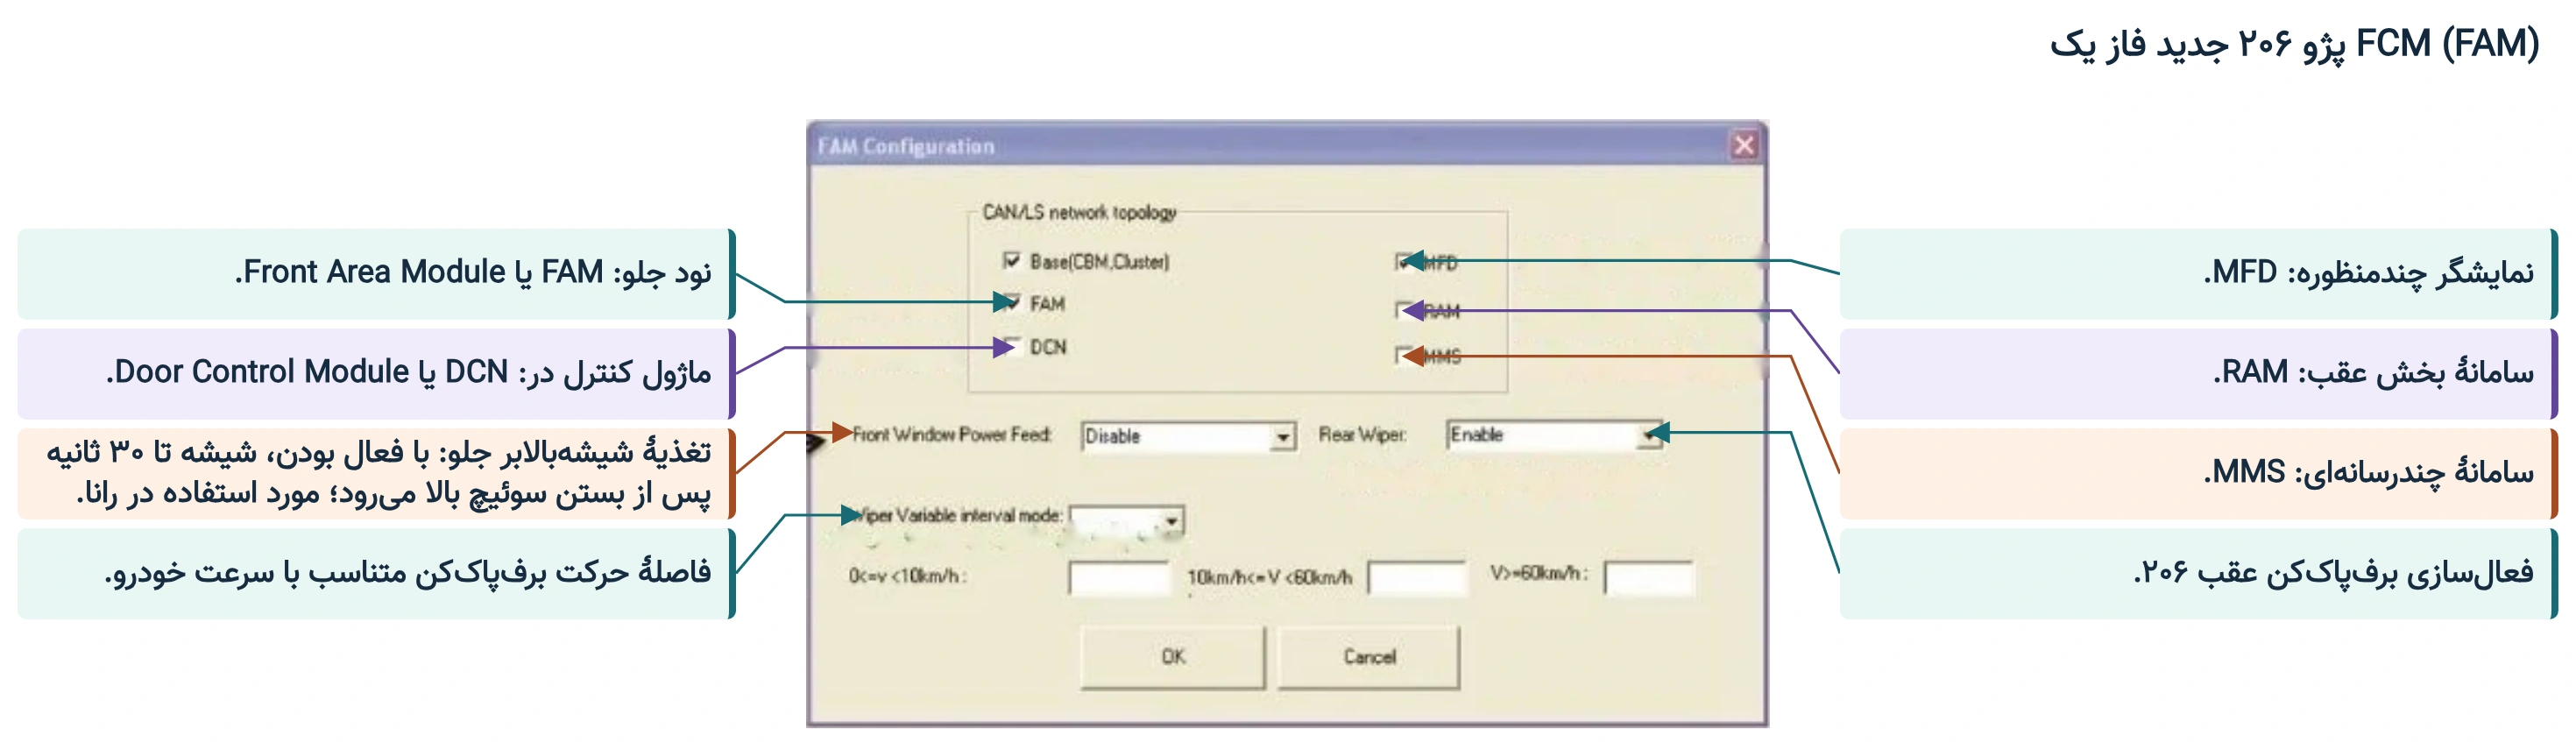 FCM (FAM) پژو ۲۰۶ جدید فاز یک
FAM Configuration
CAN/LS network topology
Base(CBM,Cluster)
MFD
FAM
RAM
DCN
MMS
Front Window Power Feed:
Disable
Rear Wiper:
Enable
Wiper Variable interval mode:
0<=v <10km/h :
10km/h<= V <60km/h
V>=60km/h :
OK
Cancel
نمایشگر چندمنظوره: MFD.
سامانهٔ بخش عقب: RAM.
سامانهٔ چندرسانه‌ای: MMS.
فعال‌سازی برف‌پاک‌کن عقب ۲۰۶.
نود جلو: FAM یا Front Area Module.
ماژول کنترل در: DCN یا Door Control Module.
تغذیهٔ شیشه‌بالابر جلو: با فعال بودن، شیشه تا ۳۰ ثانیه
پس از بستن سوئیچ بالا می‌رود؛ مورد استفاده در رانا.
فاصلهٔ حرکت برف‌پاک‌کن متناسب با سرعت خودرو.